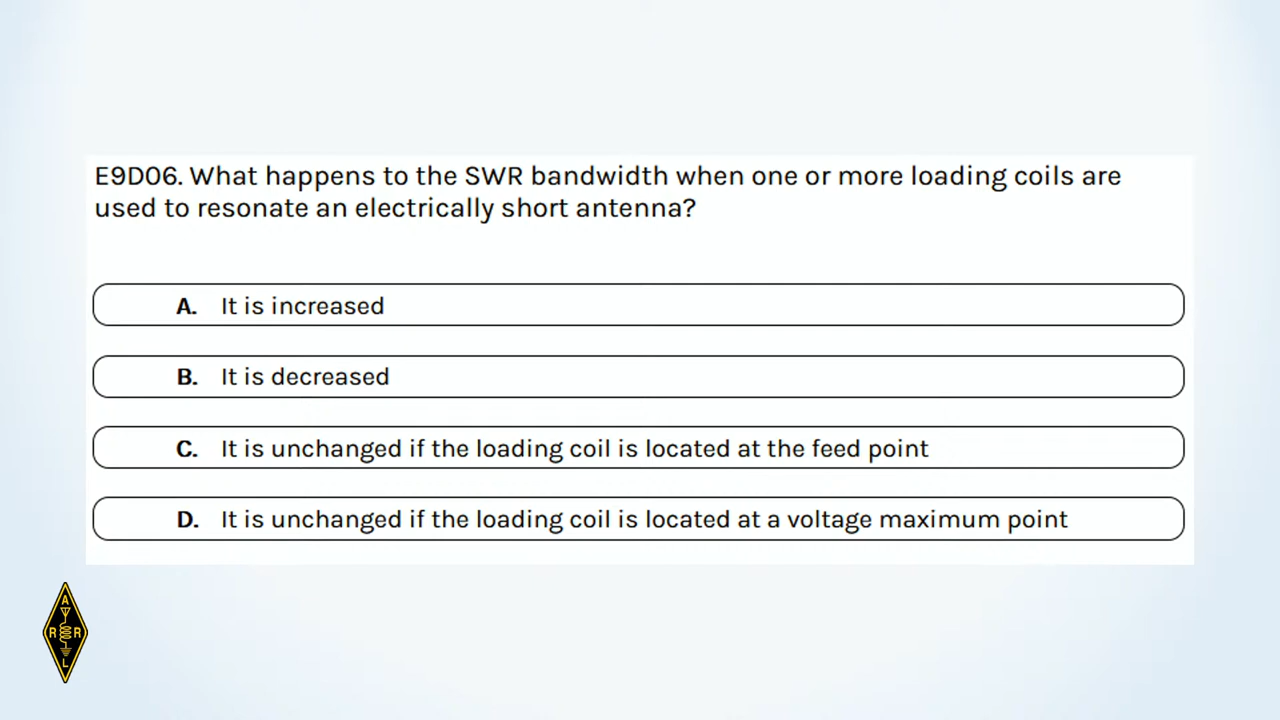 E9D06. What happens to the SWR bandwidth when one or more loading coils are
used to resonate an electrically short antenna?
A. It is increased
B. It is decreased
C. It is unchanged if the loading coil is located at the feed point
D. It is unchanged if the loading coil is located at a voltage maximum point
A
R R
L